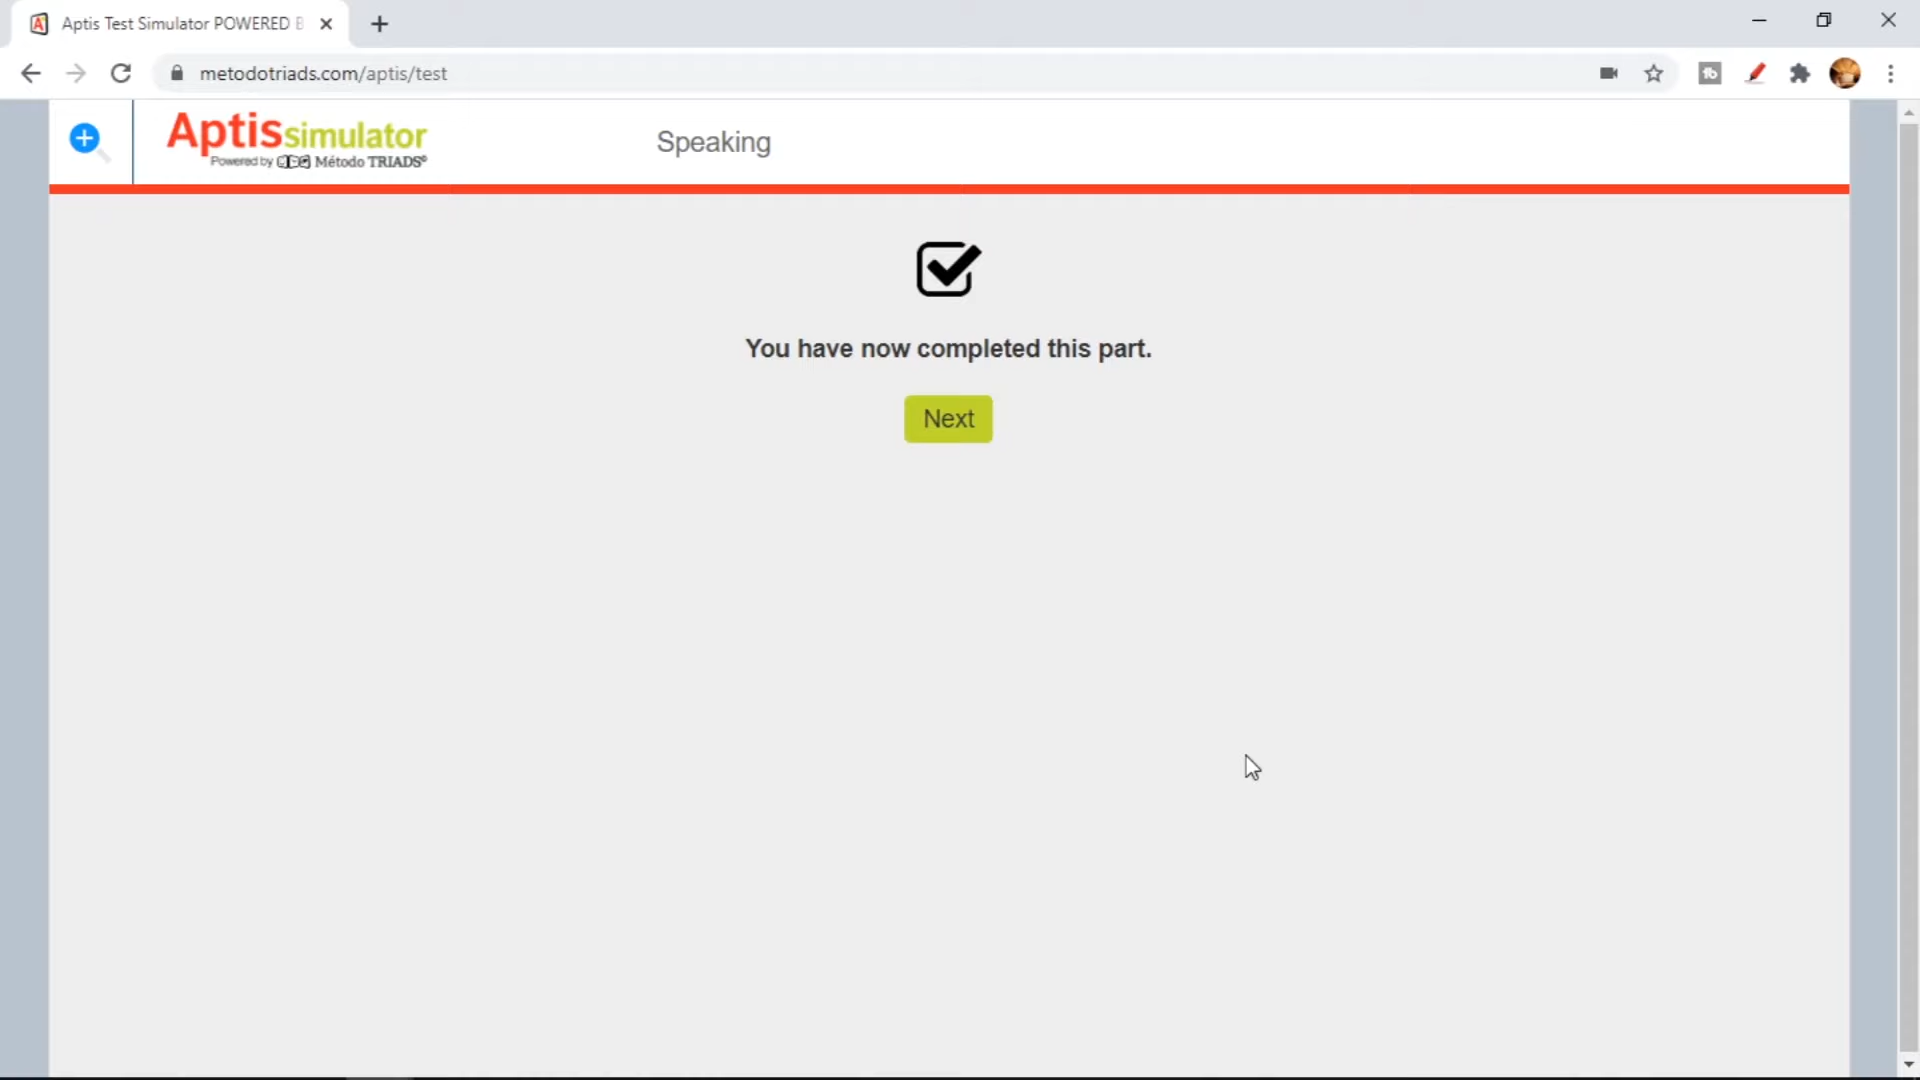 Aptis Test Simulator POWERED B
metodotriads.com/aptis/test
Aptissimulator
Powered by Método TRIADS®
Speaking
You have now completed this part.
Next